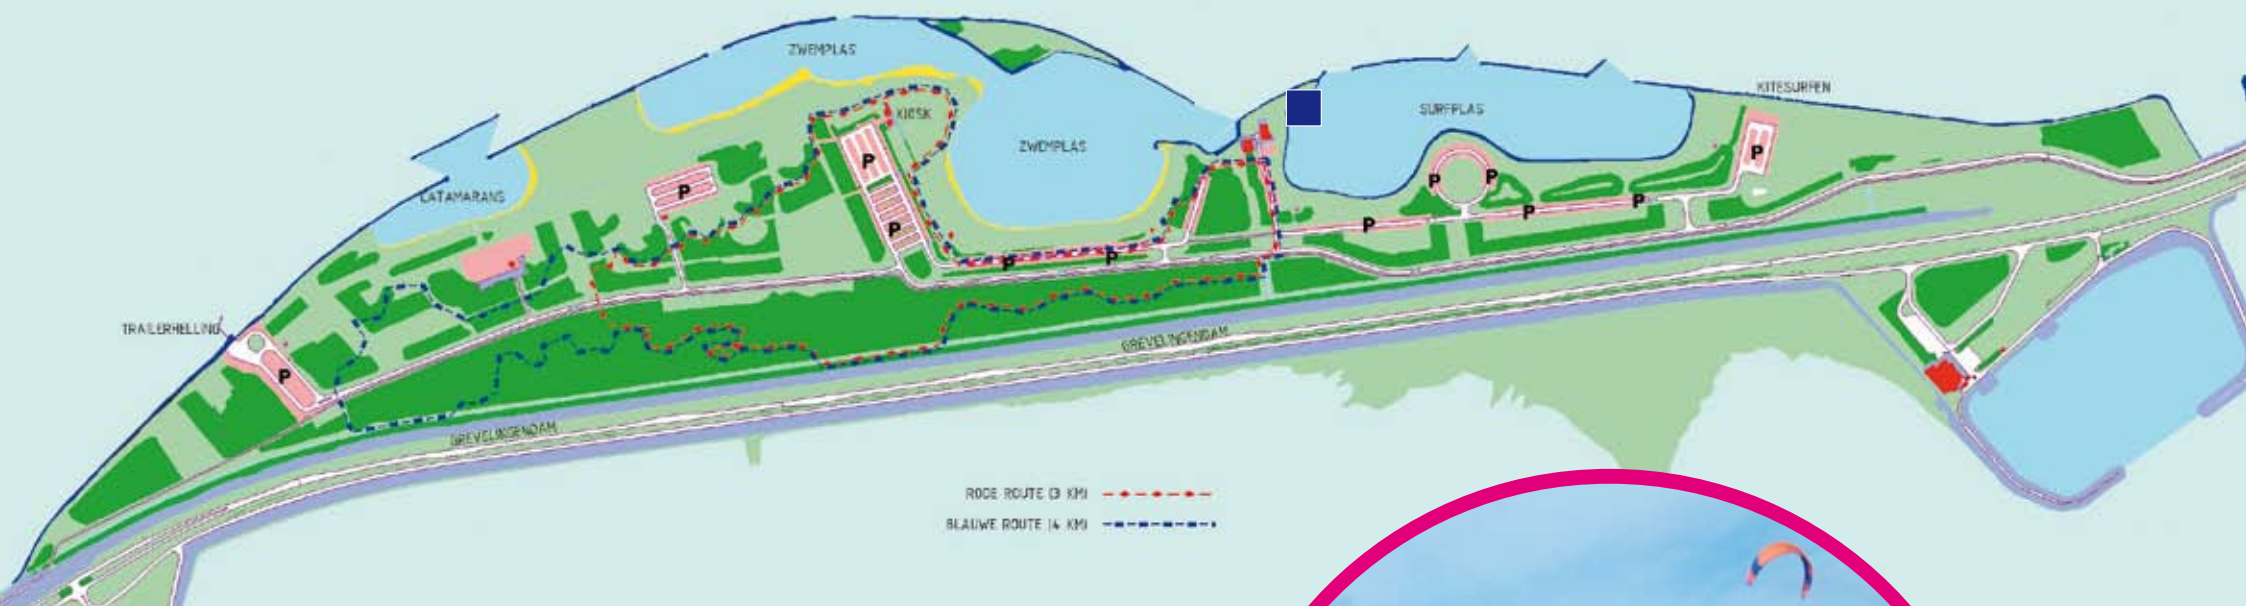 ZWEMPLAS
KITESURFEN
SURFPLAS
KIOSK
ZWEMPLAS
P
P
P
CATAMARANS
P
P
P
P
P
P
P
P
TRAILERHELLING
GREVELINGENDAM
P
GREVELINGENDAM
RODE ROUTE (3 KM)
BLAUWE ROUTE (4 KM)